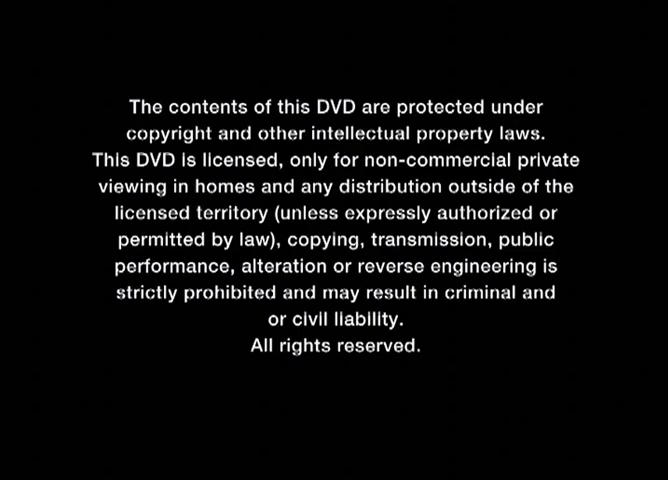 The contents of this DVD are protected under
copyright and other intellectual property laws.
This DVD is licensed, only for non-commercial private
viewing in homes and any distribution outside of the
licensed territory (unless expressly authorized or
permitted by law), copying, transmission, public
performance, alteration or reverse engineering is
strictly prohibited and may result in criminal and
or civil liability.
All rights reserved.